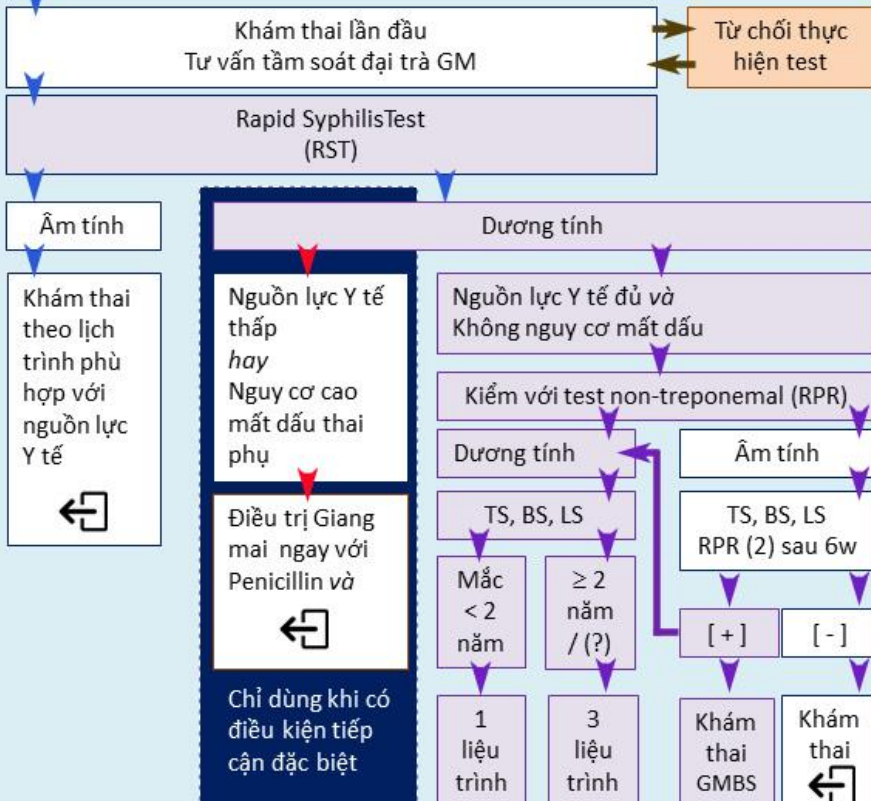 Khám thai lần đầu
Tư vấn tầm soát đại trà GM
Từ chối thực
hiện test
Rapid SyphilisTest
(RST)
Âm tính
Dương tính
Khám thai
theo lịch
trình phù
hợp với
nguồn lực
Y tế
Nguồn lực Y tế
thấp
hay
Nguy cơ cao
mất dấu thai
phụ
Điều trị Giang
mai ngay với
Penicillin và
Chỉ dùng khi có
điều kiện tiếp
cận đặc biệt
Nguồn lực Y tế đủ và
Không nguy cơ mất dấu
Kiểm với test non-treponemal (RPR)
Dương tính
TS, BS, LS
Mắc
< 2
năm
≥ 2
năm
/ (?)
1
liệu
trình
3
liệu
trình
Âm tính
TS, BS, LS
RPR (2) sau 6w
[ + ]
[ - ]
Khám
thai
GMBS
Khám
thai